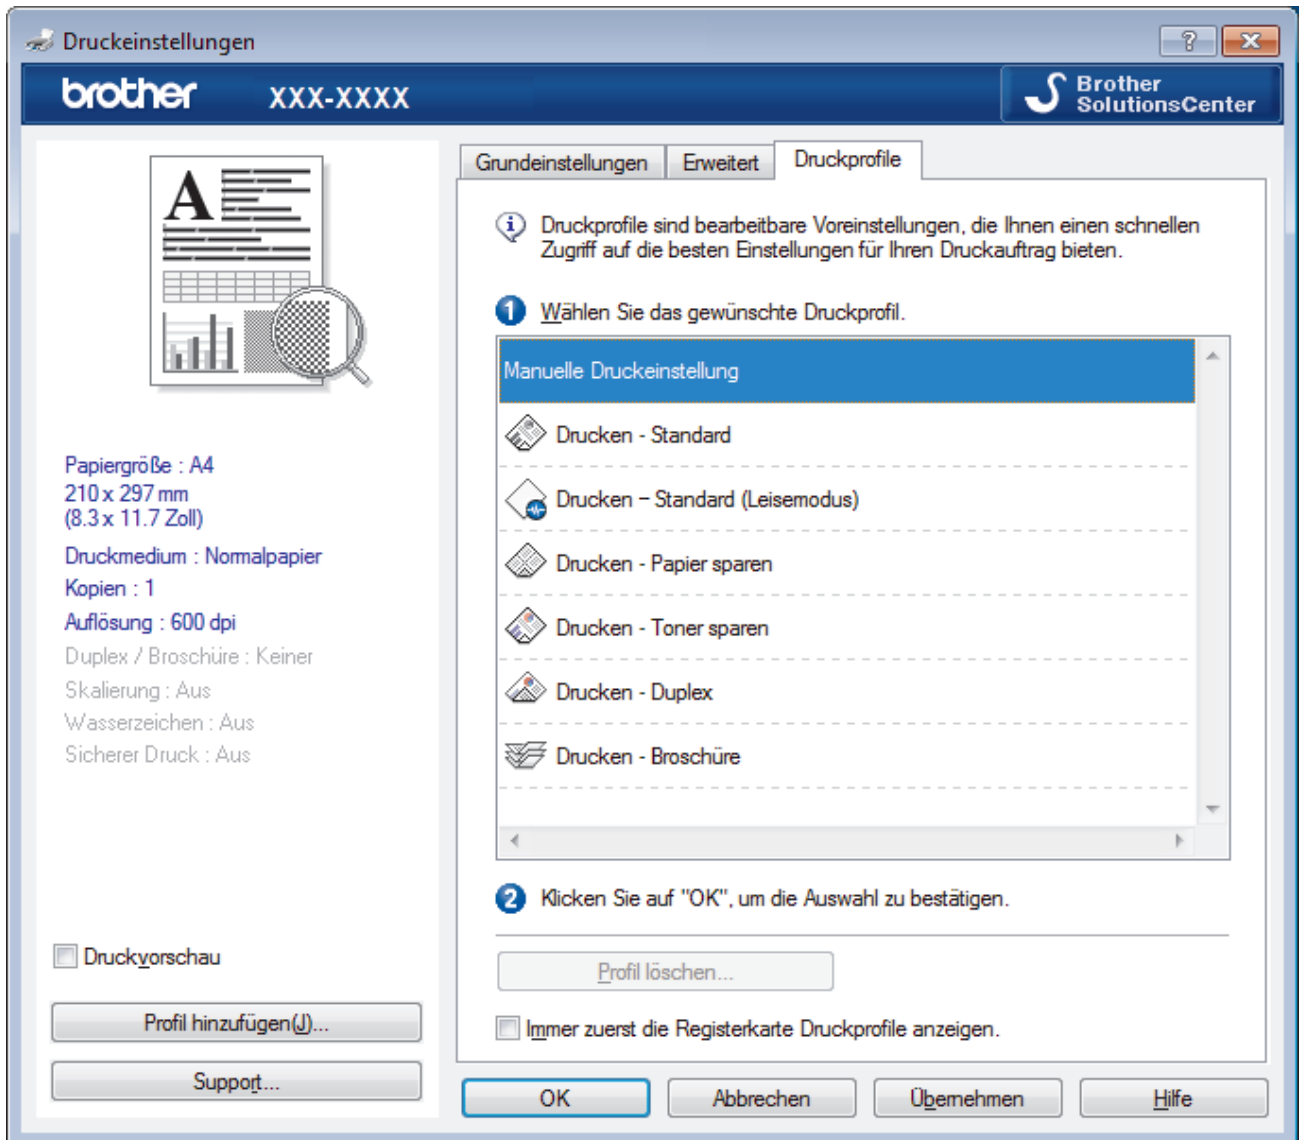 Druckeinstellungen
?
brother XXX-XXXX
Brother
SolutionsCenter
Grundeinstellungen Erweitert Druckprofile
A
Druckprofile sind bearbeitbare Voreinstellungen, die Ihnen einen schnellen
Zugriff auf die besten Einstellungen für Ihren Druckauftrag bieten.
1 Wählen Sie das gewünschte Druckprofil.
Manuelle Druckeinstellung
Drucken - Standard
Drucken – Standard (Leisemodus)
Drucken - Papier sparen
Drucken - Toner sparen
Drucken - Duplex
Drucken - Broschüre
2 Klicken Sie auf "OK", um die Auswahl zu bestätigen.
Profil löschen...
Immer zuerst die Registerkarte Druckprofile anzeigen.
Papiergröße : A4
210 x 297 mm
(8.3 x 11.7 Zoll)
Druckmedium : Normalpapier
Kopien : 1
Auflösung : 600 dpi
Duplex / Broschüre : Keiner
Skalierung : Aus
Wasserzeichen : Aus
Sicherer Druck : Aus
Druckvorschau
Profil hinzufügen(J)...
Support...
OK Abbrechen Übernehmen Hilfe